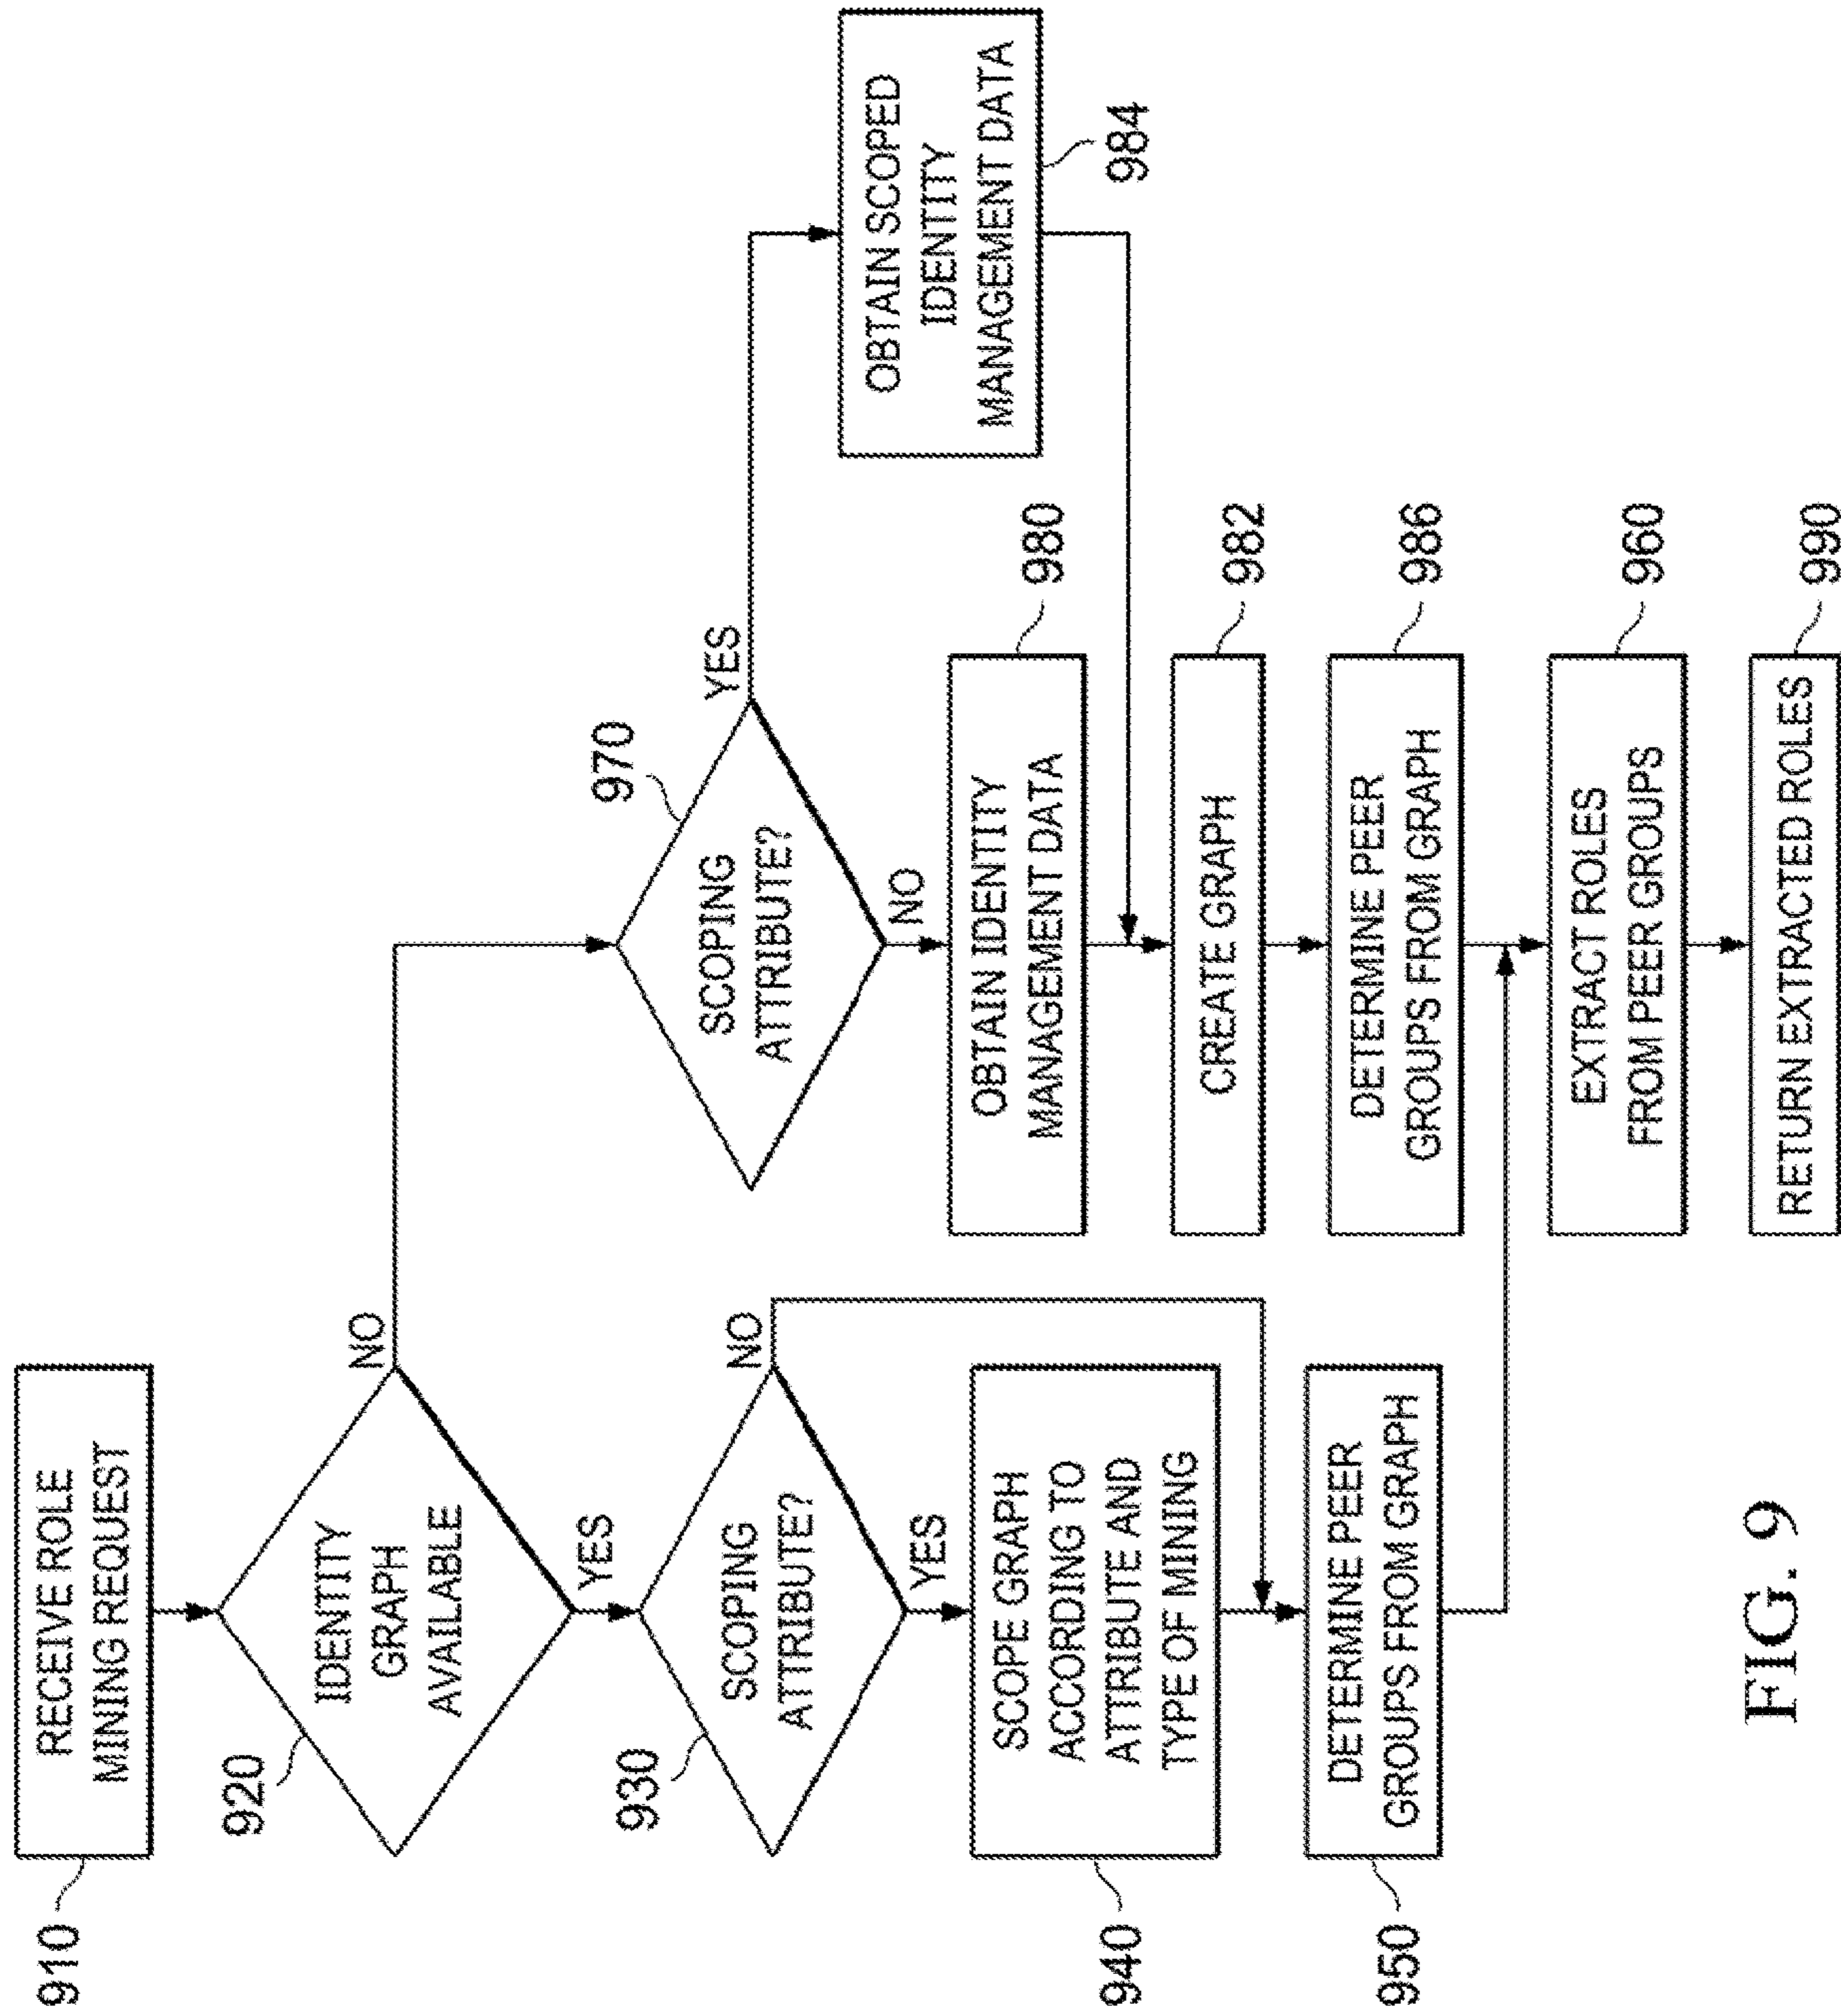 910
RECEIVE ROLE
MINING REQUEST
920
IDENTITY
GRAPH
AVAILABLE
NO
YES
930
SCOPING
ATTRIBUTE?
NO
YES
940
SCOPE GRAPH
ACCORDING TO
ATTRIBUTE AND
TYPE OF MINING
950
DETERMINE PEER
GROUPS FROM GRAPH
970
SCOPING
ATTRIBUTE?
YES
NO
OBTAIN SCOPED
IDENTITY
MANAGEMENT DATA
984
OBTAIN IDENTITY
MANAGEMENT DATA
980
CREATE GRAPH
982
DETERMINE PEER
GROUPS FROM GRAPH
986
EXTRACT ROLES
FROM PEER GROUPS
960
RETURN EXTRACTED ROLES
990
FIG. 9